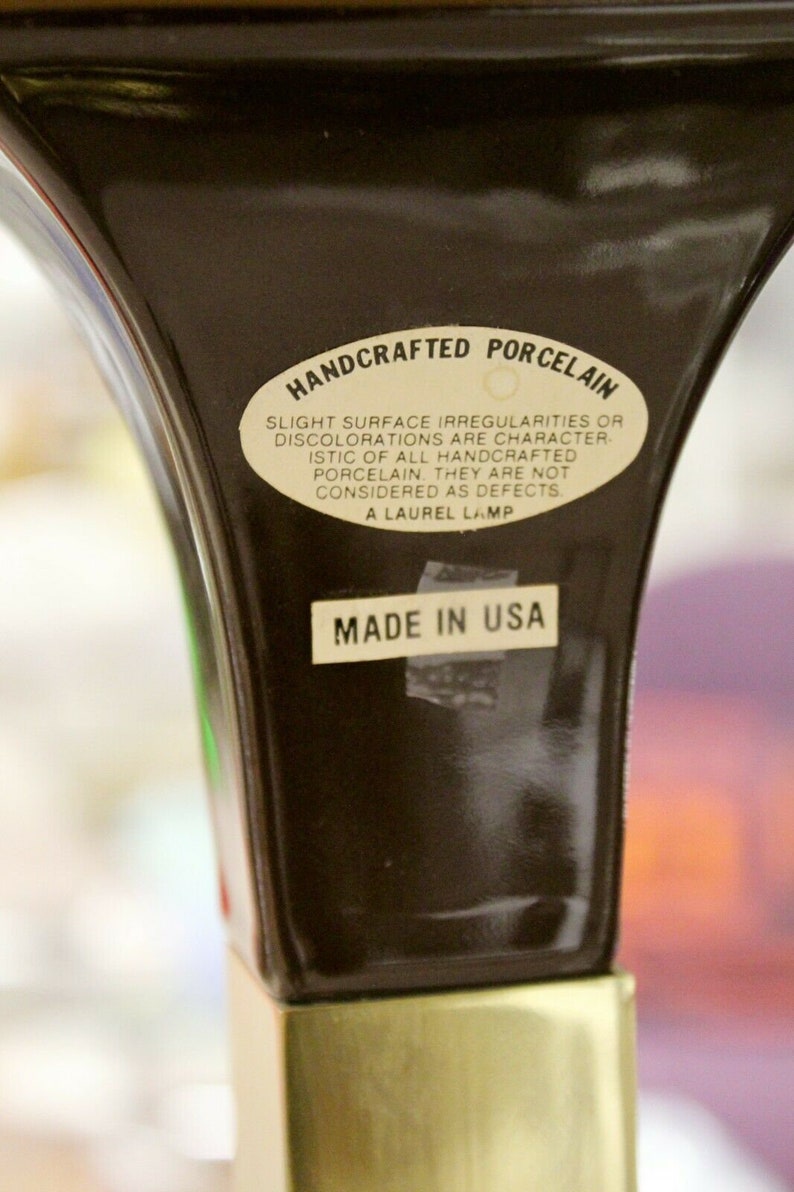 HANDCRAFTED PORCELAIN
SLIGHT SURFACE IRREGULARITIES OR
DISCOLORATIONS ARE CHARACTER-
ISTIC OF ALL HANDCRAFTED
PORCELAIN. THEY ARE NOT
CONSIDERED AS DEFECTS.
A LAUREL LAMP
MADE IN USA